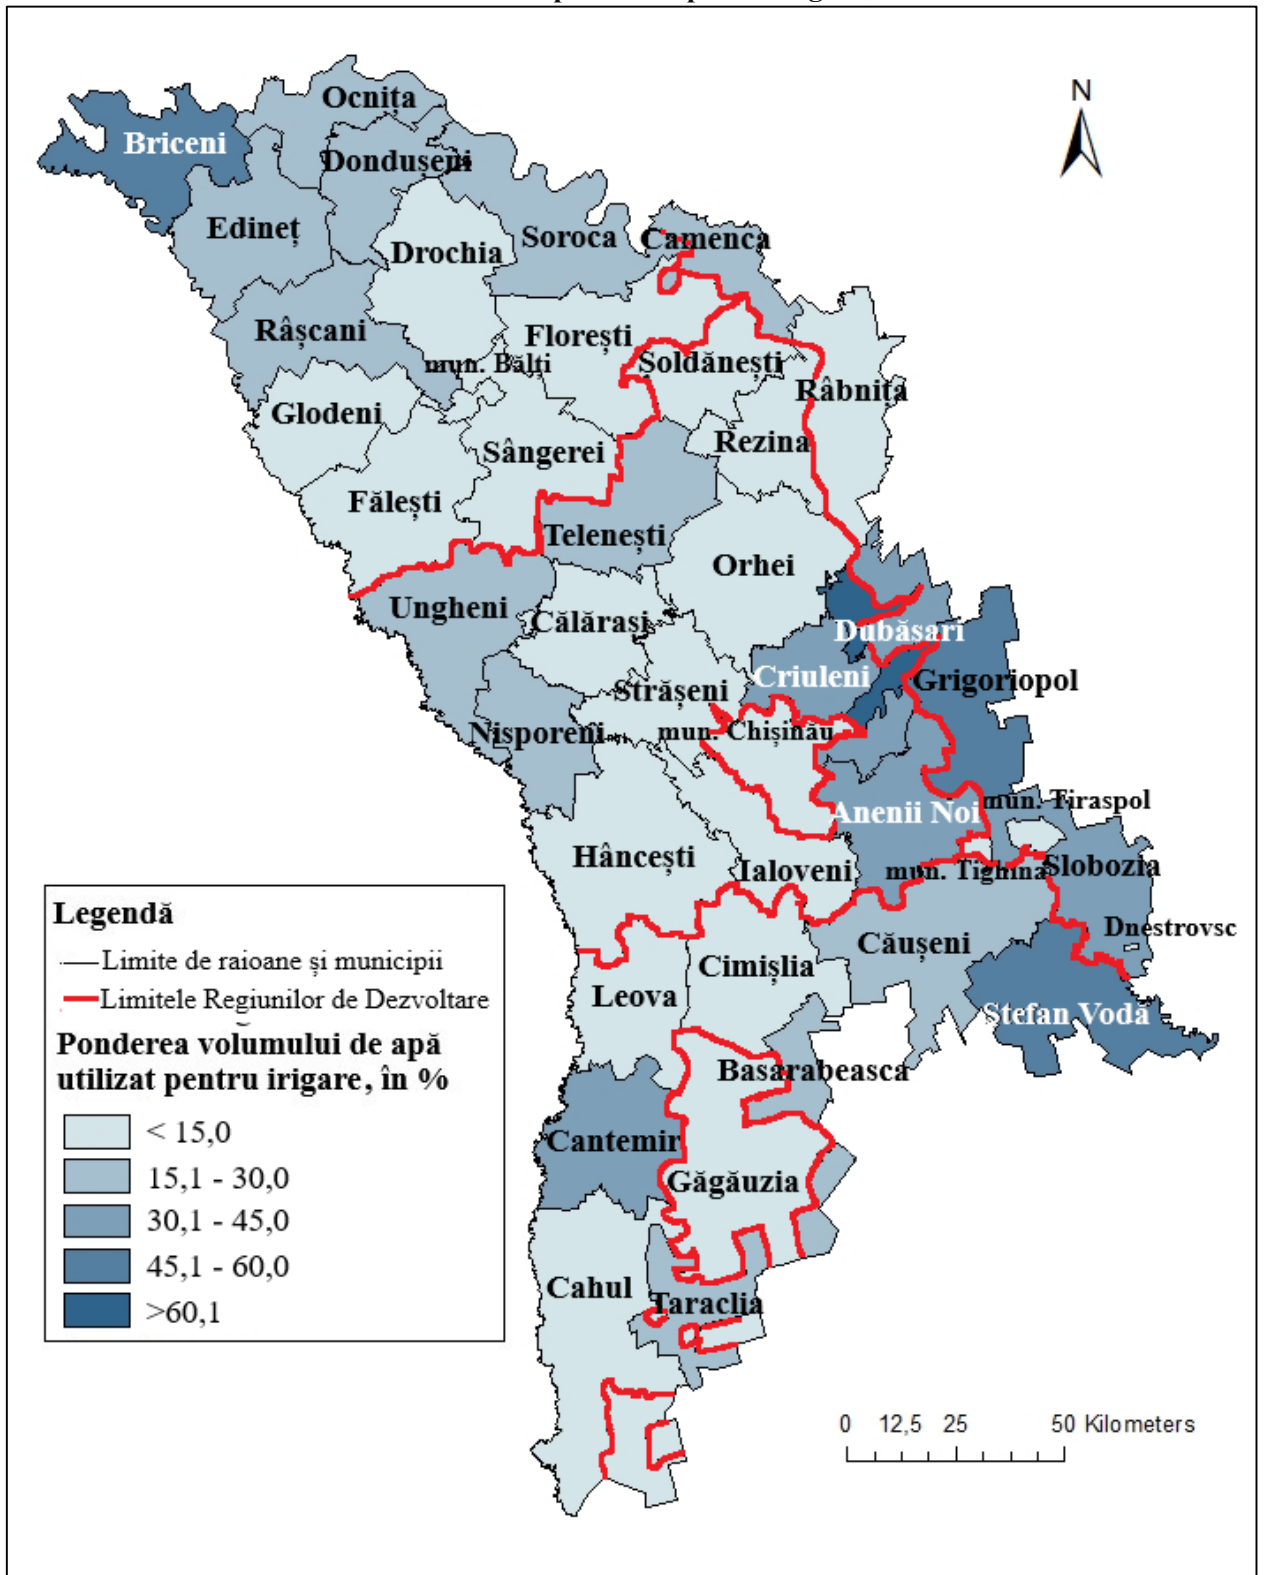 N
Ocnița
Briceni
Dondușeni
Edineț
Drochia
Soroca
Camenca
Râșcani
Florești
mun. Bălți
Șoldănești
Râbnița
Glodeni
Sângerei
Rezina
Fălești
Telenești
Orhei
Ungheni
Călărași
Dubăsari
Criuleni
Grigoriopol
Strășeni
Nisporeni
mun. Chișinău
Anenii Noi
mun. Tiraspol
Hâncești
Ialoveni
mun. Tighina
Slobozia
Căușeni
Dnestrovsc
Cimișlia
Leova
Ștefan Vodă
Basarabeasca
Cantemir
Găgăuzia
Cahul
Taraclia
Legendă
Limite de raioane și municipii
Limitele Regiunilor de Dezvoltare
Ponderea volumului de apă
utilizat pentru irigare, în %
< 15,0
15,1 - 30,0
30,1 - 45,0
45,1 - 60,0
>60,1
0 12,5 25 50 Kilometers